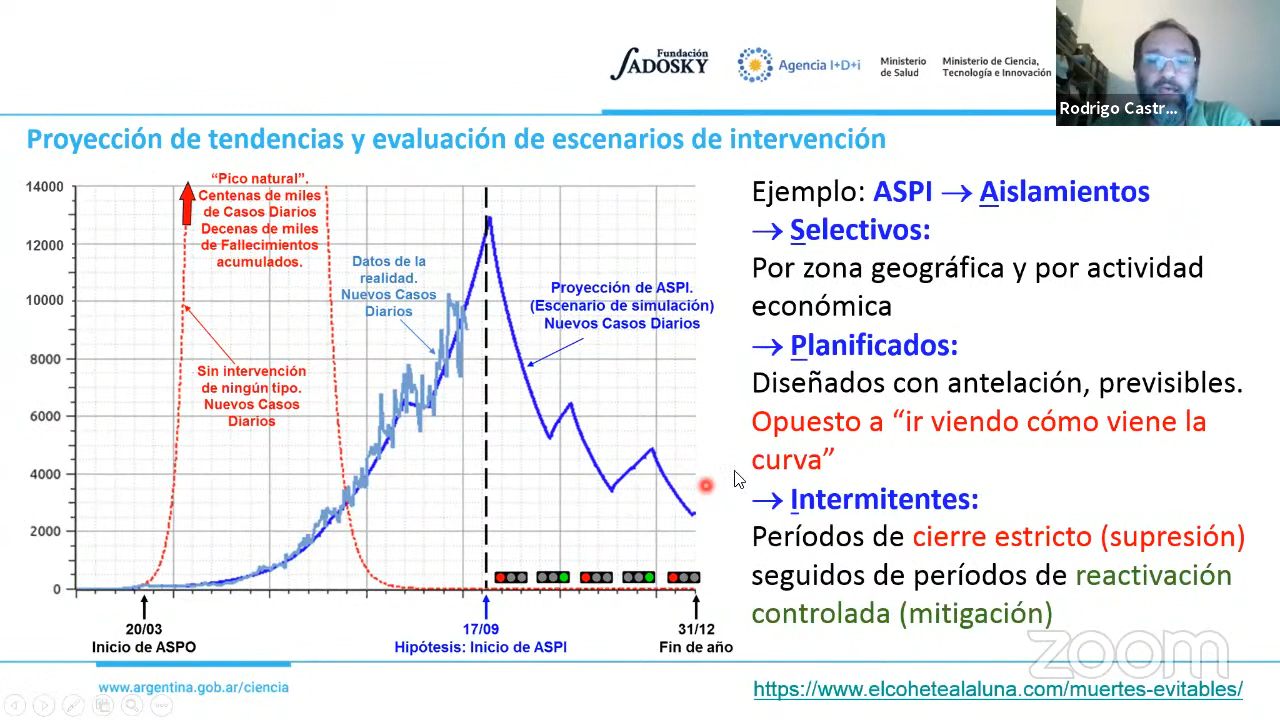 Fundación
SADOSKY
Agencia I+D+i
Ministerio
de Salud
Ministerio de Ciencia,
Tecnología e Innovación
Rodrigo Castr...
Proyección de tendencias y evaluación de escenarios de intervención
14000
12000
10000
8000
6000
4000
2000
0
“Pico natural”.
Centenas de miles
de Casos Diarios
Decenas de miles
de Fallecimientos
acumulados.
Datos de la
realidad.
Nuevos Casos
Diarios
Proyección de ASPI.
(Escenario de simulación)
Nuevos Casos Diarios
Sin intervención
de ningún tipo.
Nuevos Casos
Diarios
20/03
Inicio de ASPO
17/09
Hipótesis: Inicio de ASPI
31/12
Fin de año
Ejemplo: ASPI → Aislamientos
→ Selectivos:
Por zona geográfica y por actividad
económica
→ Planificados:
Diseñados con antelación, previsibles.
Opuesto a “ir viendo cómo viene la
curva”
→ Intermitentes:
Períodos de cierre estricto (supresión)
seguidos de períodos de reactivación
controlada (mitigación)
zoom
www.argentina.gob.ar/ciencia
https://www.elcohetealaluna.com/muertes-evitables/